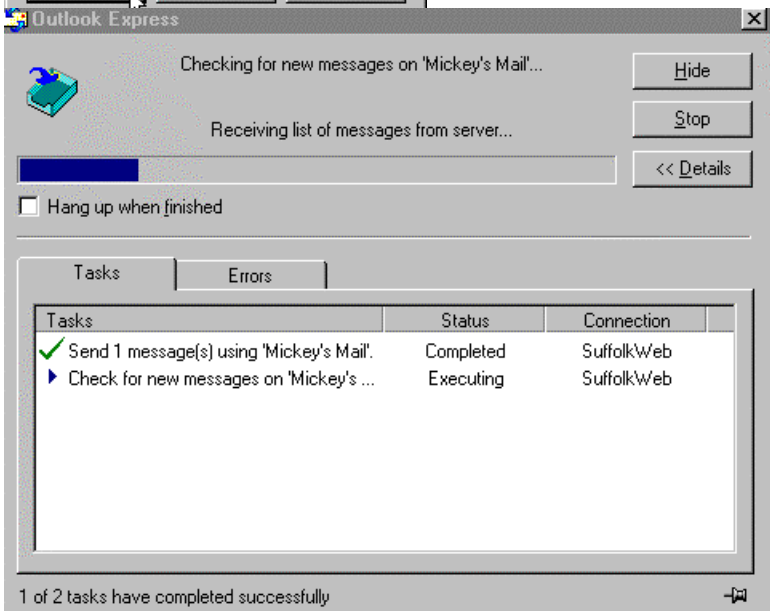 Outlook Express
Checking for new messages on 'Mickey's Mail'...
Hide
Receiving list of messages from server...
Stop
<< Details
Hang up when finished
Tasks Errors
Tasks Status Connection
Send 1 message(s) using 'Mickey's Mail'. Completed SuffolkWeb
Check for new messages on 'Mickey's ... Executing SuffolkWeb
1 of 2 tasks have completed successfully